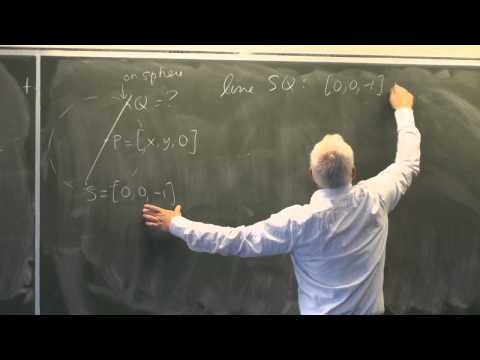 on sphere
Q = ?
P = [x, y, 0]
S = [0, 0, -1]
line SQ: [0, 0, -1]